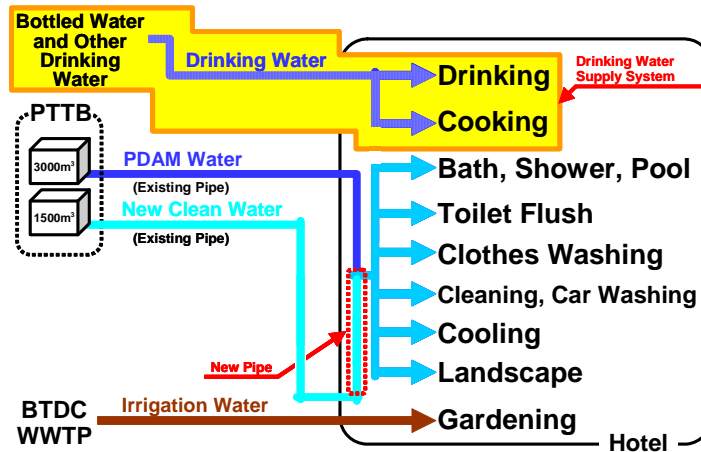 Bottled Water
and Other
Drinking
Water
Drinking Water
Drinking
Cooking
Drinking Water
Supply System
PTTB
3000m³
1500m³
PDAM Water
(Existing Pipe)
New Clean Water
(Existing Pipe)
Bath, Shower, Pool
Toilet Flush
Clothes Washing
Cleaning, Car Washing
Cooling
Landscape
New Pipe
BTDC
WWTP
Irrigation Water
Gardening
Hotel